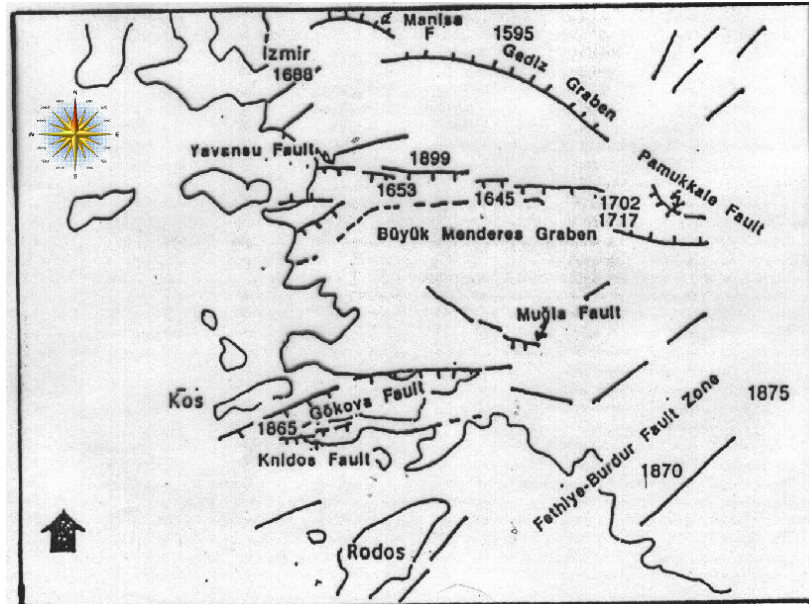 Manisa
F
1595
Gediz Graben
Izmir
1688
Yavansu Fault
1899
1653
1645
1702
1717
Pamukkale Fault
Büyük Menderes Graben
Muğla Fault
Kos
Gökova Fault
1865
Knidos Fault
1875
1870
Fethiye-Burdur Fault Zone
Rodos